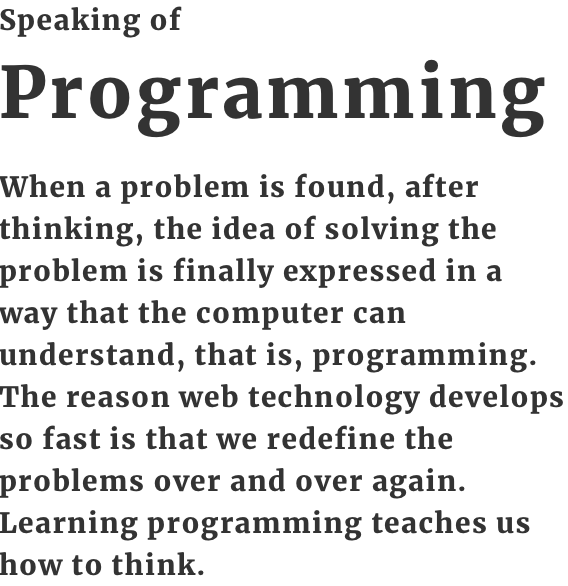 Speaking of
Programming
When a problem is found, after
thinking, the idea of solving the
problem is finally expressed in a
way that the computer can
understand, that is, programming.
The reason web technology develops
so fast is that we redefine the
problems over and over again.
Learning programming teaches us
how to think.